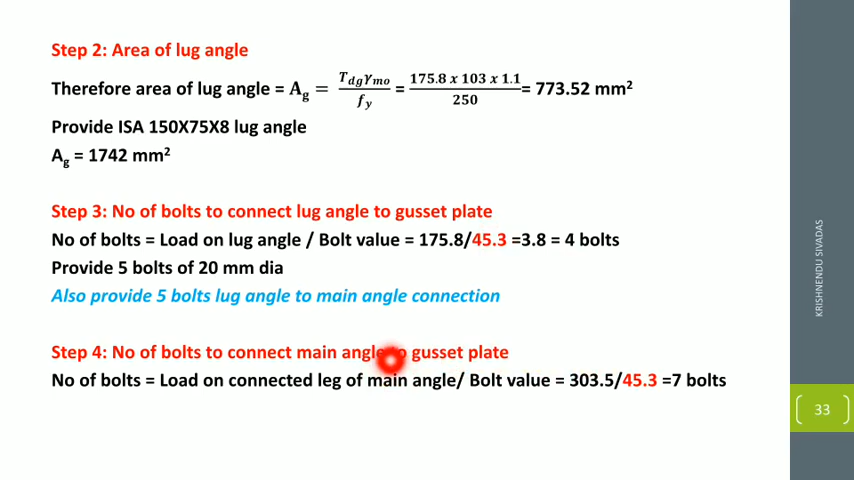 Step 2: Area of lug angle
Therefore area of lug angle = Ag = Tdgγmo / fy = 175.8 x 103 x 1.1 / 250 = 773.52 mm²
Provide ISA 150X75X8 lug angle
Ag = 1742 mm²
Step 3: No of bolts to connect lug angle to gusset plate
No of bolts = Load on lug angle / Bolt value = 175.8/45.3 =3.8 = 4 bolts
Provide 5 bolts of 20 mm dia
Also provide 5 bolts lug angle to main angle connection
Step 4: No of bolts to connect main angle to gusset plate
No of bolts = Load on connected leg of main angle/ Bolt value = 303.5/45.3 =7 bolts
KRISHNENDU SIVADAS
33